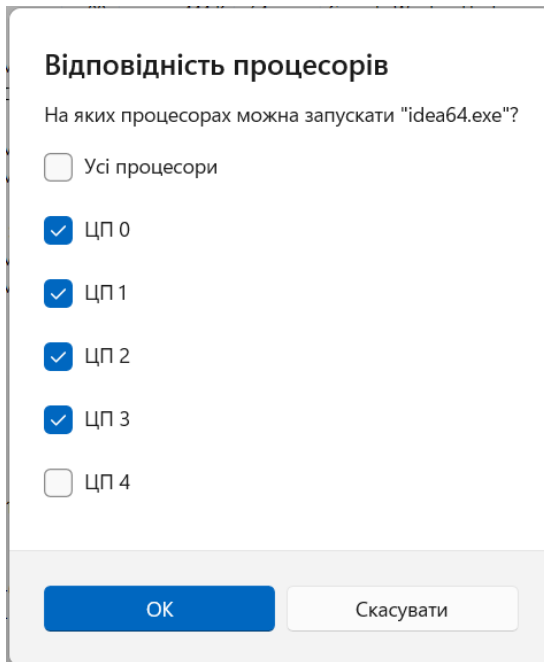 Відповідність процесорів
На яких процесорах можна запускати "idea64.exe"?
Усі процесори
ЦП 0
ЦП 1
ЦП 2
ЦП 3
ЦП 4
ОК
Скасувати